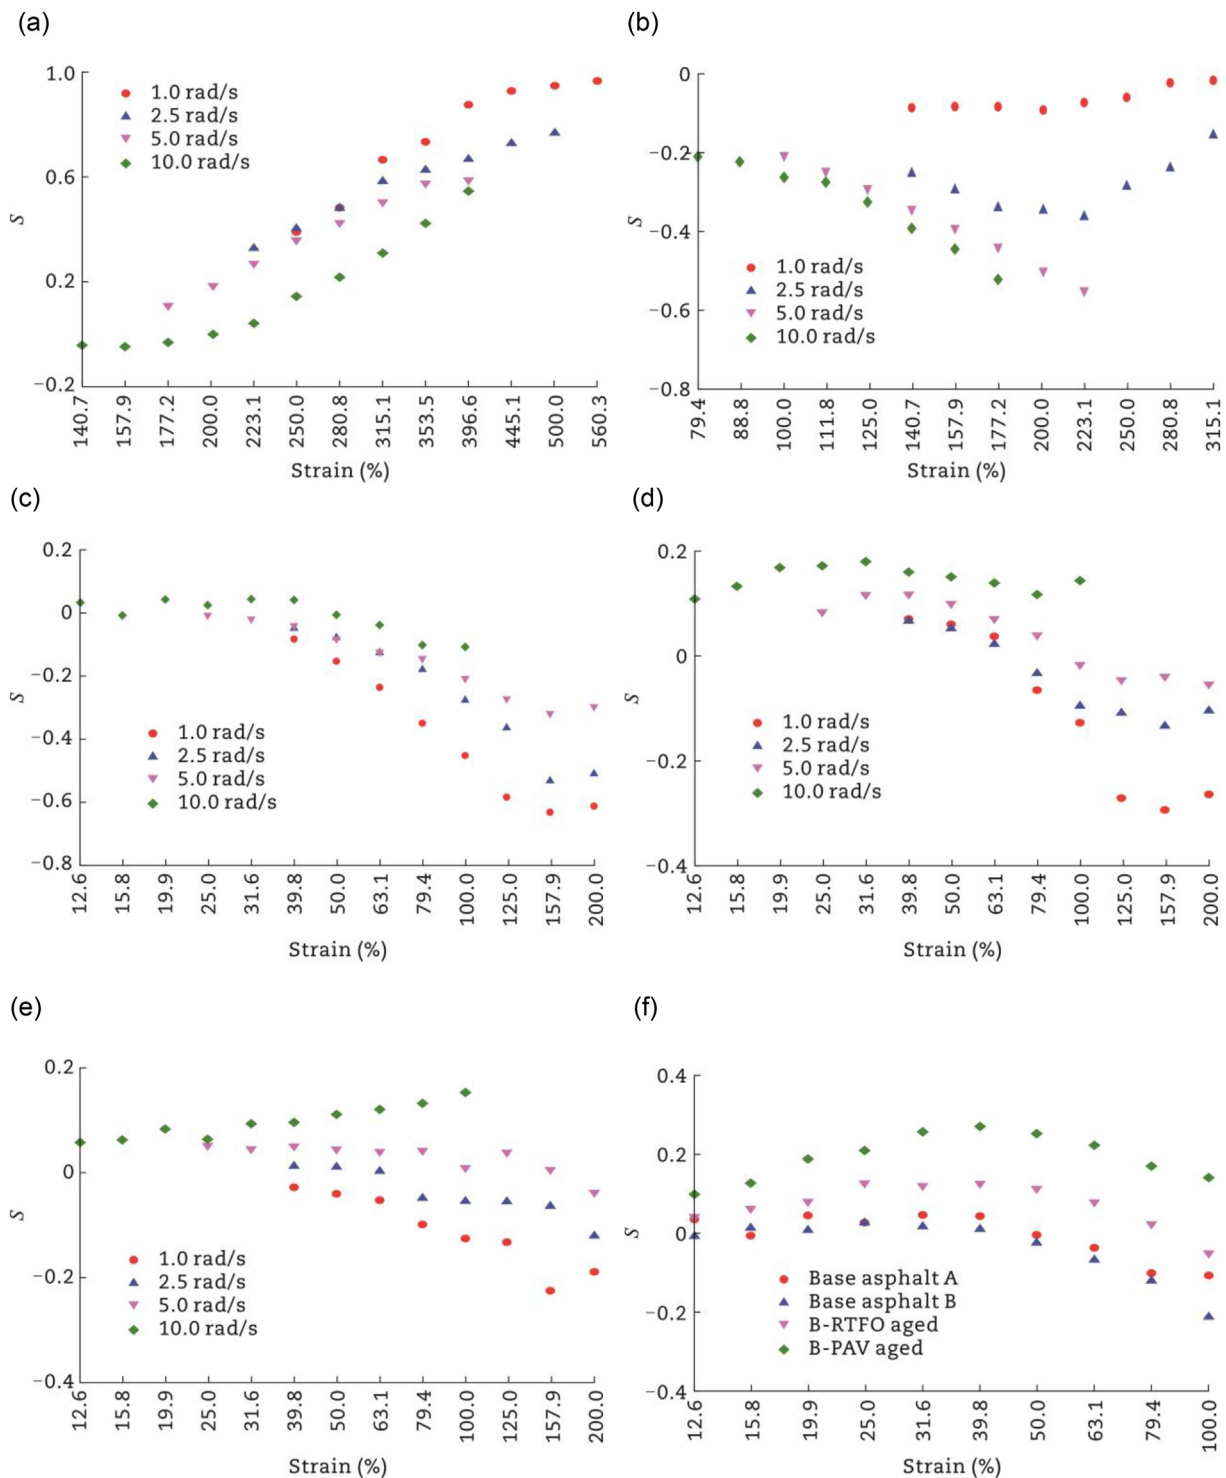 (a)
1.0
0.6
0.2
−0.2
S
1.0 rad/s
2.5 rad/s
5.0 rad/s
10.0 rad/s
140.7
157.9
177.2
200.0
223.1
250.0
280.8
315.1
353.5
396.6
445.1
500.0
560.3
Strain (%)
(b)
0
−0.2
−0.4
−0.6
−0.8
S
1.0 rad/s
2.5 rad/s
5.0 rad/s
10.0 rad/s
79.4
88.8
100.0
111.8
125.0
140.7
157.9
177.2
200.0
223.1
250.0
280.8
315.1
Strain (%)
(c)
0.2
0
−0.2
−0.4
−0.6
−0.8
S
1.0 rad/s
2.5 rad/s
5.0 rad/s
10.0 rad/s
12.6
15.8
19.9
25.0
31.6
39.8
50.0
63.1
79.4
100.0
125.0
157.9
200.0
Strain (%)
(d)
0.2
0
−0.2
−0.4
S
1.0 rad/s
2.5 rad/s
5.0 rad/s
10.0 rad/s
12.6
15.8
19.9
25.0
31.6
39.8
50.0
63.1
79.4
100.0
125.0
157.9
200.0
Strain (%)
(e)
0.2
0
−0.2
−0.4
S
1.0 rad/s
2.5 rad/s
5.0 rad/s
10.0 rad/s
12.6
15.8
19.9
25.0
31.6
39.8
50.0
63.1
79.4
100.0
125.0
157.9
200.0
Strain (%)
(f)
0.4
0.2
0
−0.2
−0.4
S
Base asphalt A
Base asphalt B
B-RTFO aged
B-PAV aged
12.6
15.8
19.9
25.0
31.6
39.8
50.0
63.1
79.4
100.0
Strain (%)